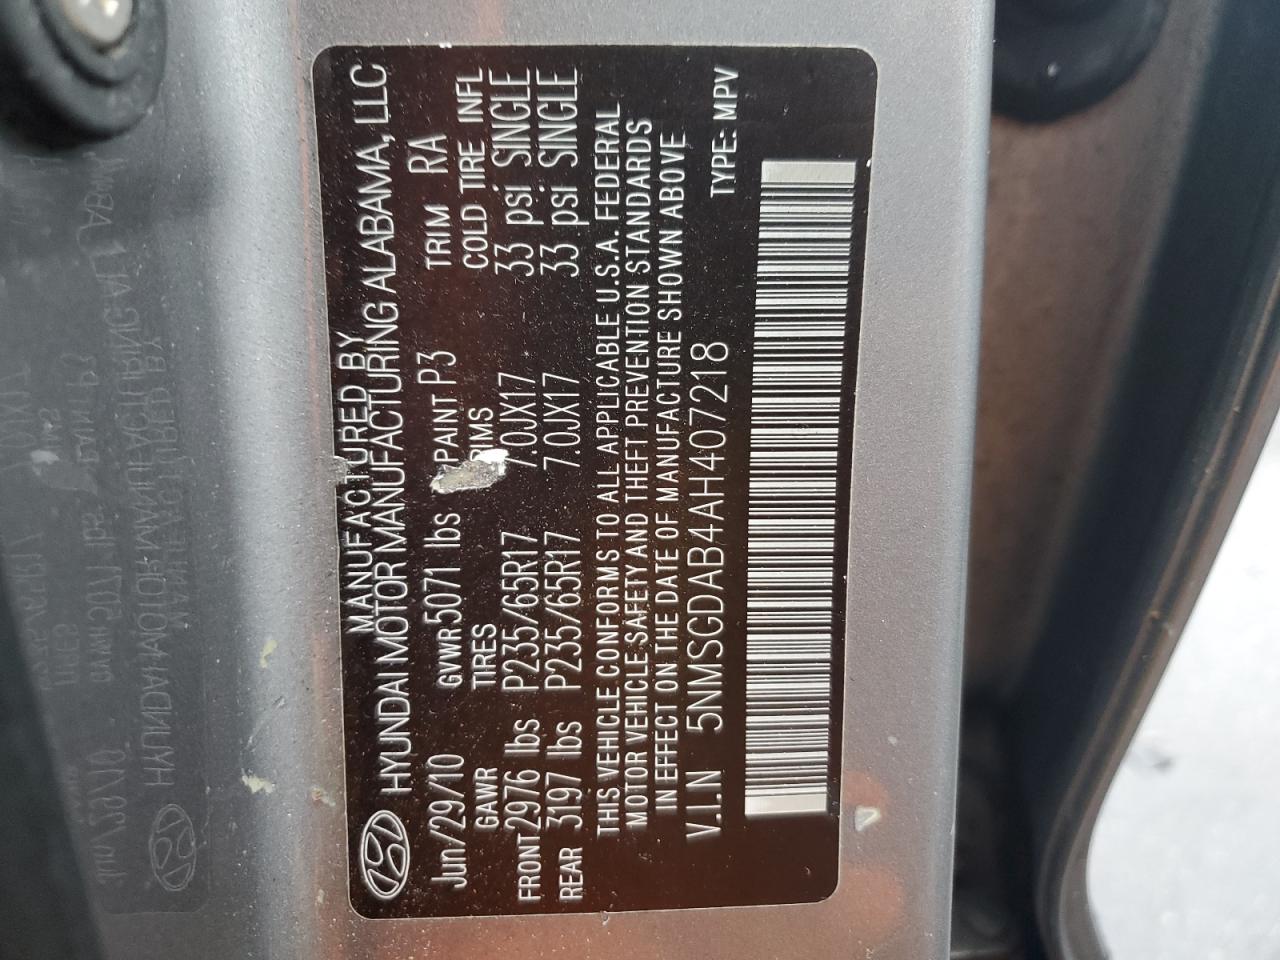 MANUFACTURED BY
HYUNDAI MOTOR MANUFACTURING ALABAMA, LLC
Jun/29/10 GVWR 5071 lbs PAINT P3 TRIM RA
GAWR TIRES RIMS COLD TIRE INFL
FRONT 2976 lbs P235/65R17 7.0JX17 33 psi. SINGLE
REAR 3197 lbs P235/65R17 7.0JX17 33 psi SINGLE
THIS VEHICLE CONFORMS TO ALL APPLICABLE U.S.A. FEDERAL
MOTOR VEHICLE SAFETY AND THEFT PREVENTION STANDARDS
IN EFFECT ON THE DATE OF MANUFACTURE SHOWN ABOVE
V.I.N 5NMSGDAB4AH407218 TYPE: MPV